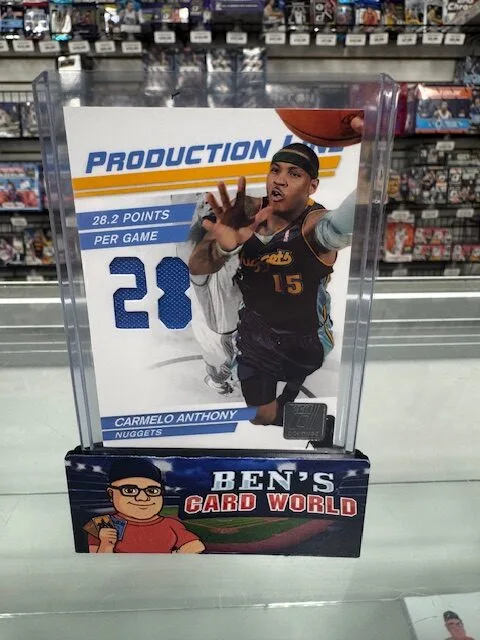 PRODUCTION LINE
28.2 POINTS
PER GAME
28
Nuggets
15
CARMELO ANTHONY
NUGGETS
BEN'S
CARD WORLD